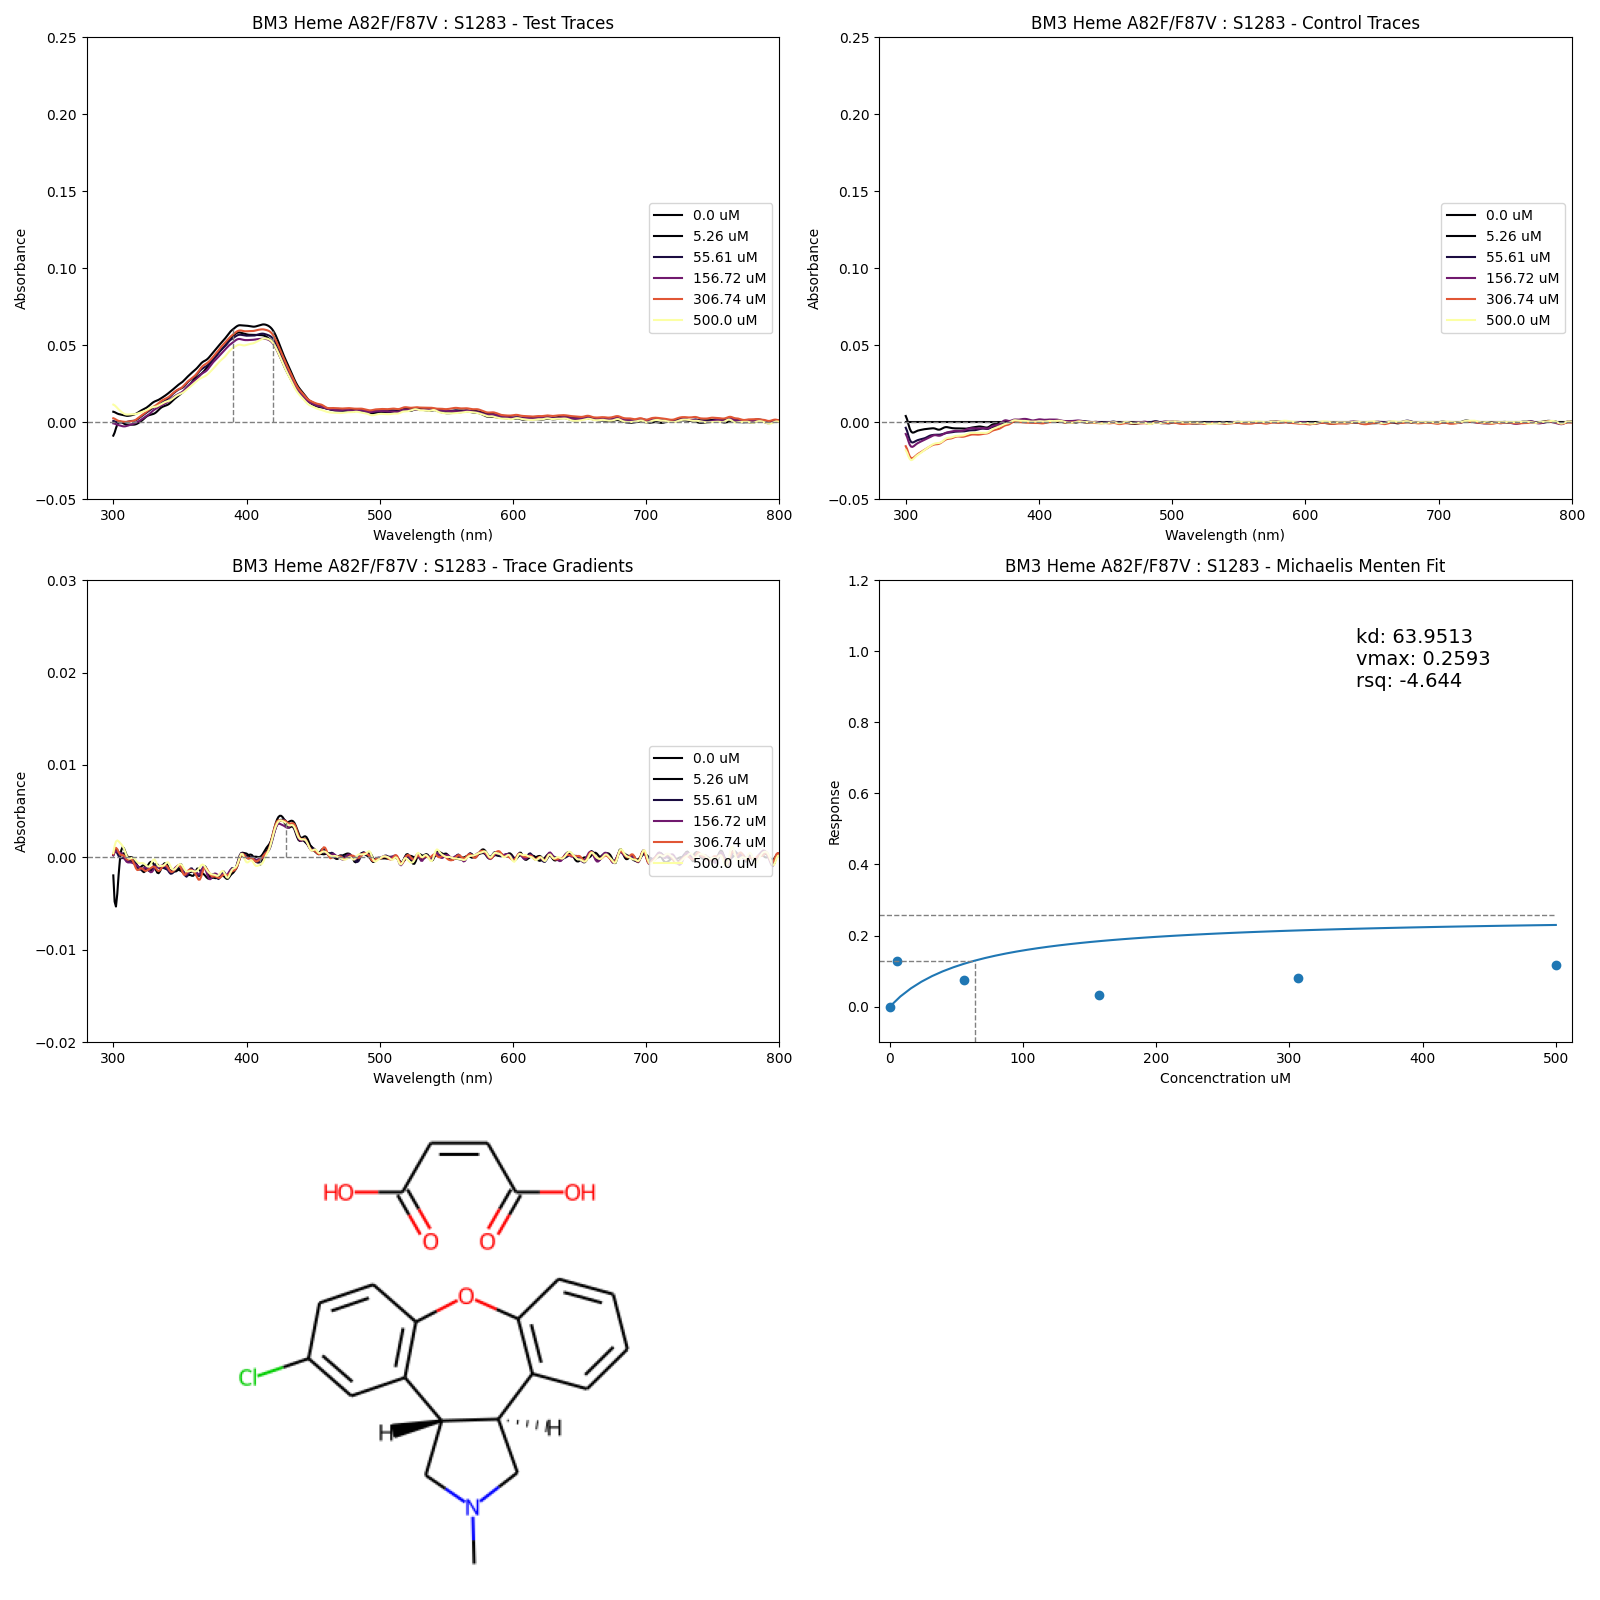 BM3 Heme A82F/F87V : S1283 - Test Traces
0.25
0.20
0.15
0.10
0.05
0.00
−0.05
Absorbance
300
400
500
600
700
800
Wavelength (nm)
0.0 uM
5.26 uM
55.61 uM
156.72 uM
306.74 uM
500.0 uM
BM3 Heme A82F/F87V : S1283 - Control Traces
0.25
0.20
0.15
0.10
0.05
0.00
−0.05
Absorbance
300
400
500
600
700
800
Wavelength (nm)
0.0 uM
5.26 uM
55.61 uM
156.72 uM
306.74 uM
500.0 uM
BM3 Heme A82F/F87V : S1283 - Trace Gradients
0.03
0.02
0.01
0.00
−0.01
−0.02
Absorbance
300
400
500
600
700
800
Wavelength (nm)
0.0 uM
5.26 uM
55.61 uM
156.72 uM
306.74 uM
500.0 uM
BM3 Heme A82F/F87V : S1283 - Michaelis Menten Fit
1.2
1.0
0.8
0.6
0.4
0.2
0.0
Response
kd: 63.9513
vmax: 0.2593
rsq: -4.644
0
100
200
300
400
500
Concenctration uM
HO
OH
O
O
O
Cl
H
H
N